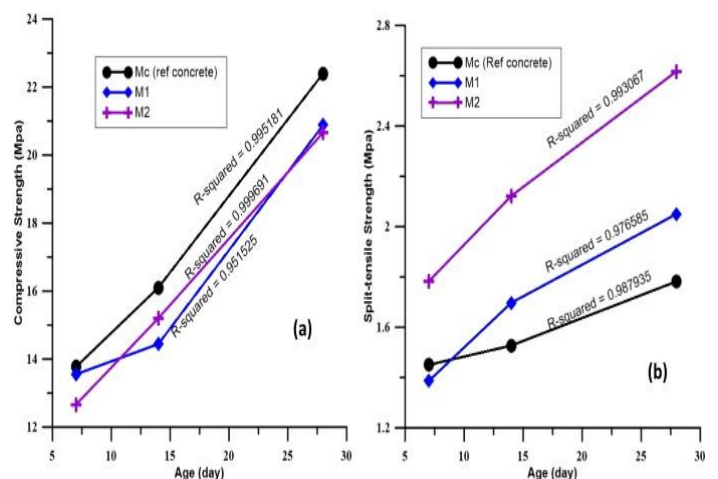 Mc (ref concrete)
M1
M2
Compressive Strength (Mpa)
24
22
20
18
16
14
12
R-squared = 0.995181
R-squared = 0.999691
R-squared = 0.951525
(a)
5
10
15
20
25
30
Age (day)
Mc (Ref concrete)
M1
M2
Split-tensile Strength (Mpa)
2.8
2.4
2
1.6
1.2
R-squared = 0.993067
R-squared = 0.976585
R-squared = 0.987935
(b)
5
10
15
20
25
30
Age (day)